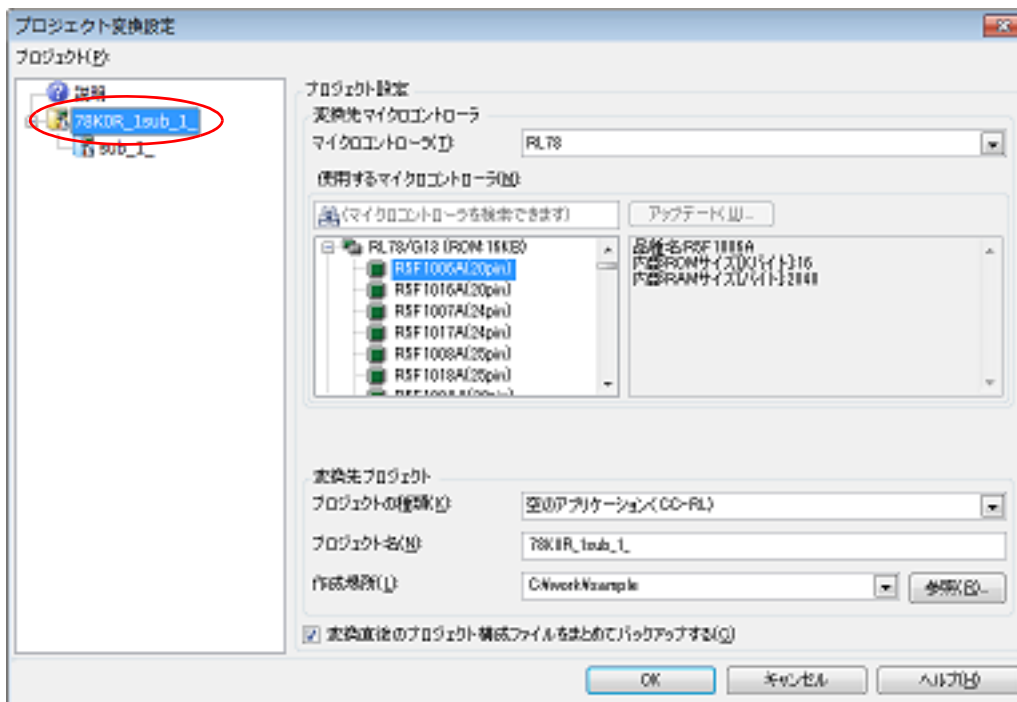 プロジェクト変換設定
プロジェクト(P):
説明
78K0R_1sub_1_
sub_1_
プロジェクト設定
変換先マイクロコントローラ
マイクロコントローラ(T):
RL78
使用するマイクロコントローラ(M):
(マイクロコントローラを検索できます)
アップデート(U)...
RL78/G13 (ROM:16KB)
R5F1006A(20pin)
R5F1016A(20pin)
R5F1007A(24pin)
R5F1017A(24pin)
R5F1008A(25pin)
R5F1018A(25pin)
品種名:R5F1006A
内蔵ROMサイズ[Kバイト]:16
内蔵RAMサイズ[バイト]:2048
変換先プロジェクト
プロジェクトの種類(K):
空のアプリケーション(CC-RL)
プロジェクト名(N):
78K0R_1sub_1_
作成場所(L):
C:¥work¥sample
参照(R)...
変換直後のプロジェクト構成ファイルをまとめてバックアップする(Q)
OK
キャンセル
ヘルプ(H)